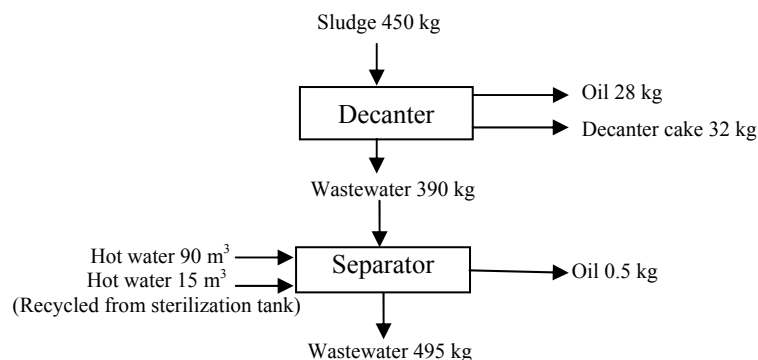 Sludge 450 kg
Oil 28 kg
Decanter
Decanter cake 32 kg
Wastewater 390 kg
Hot water 90 m³
Separator
Hot water 15 m³
Oil 0.5 kg
(Recycled from sterilization tank)
Wastewater 495 kg